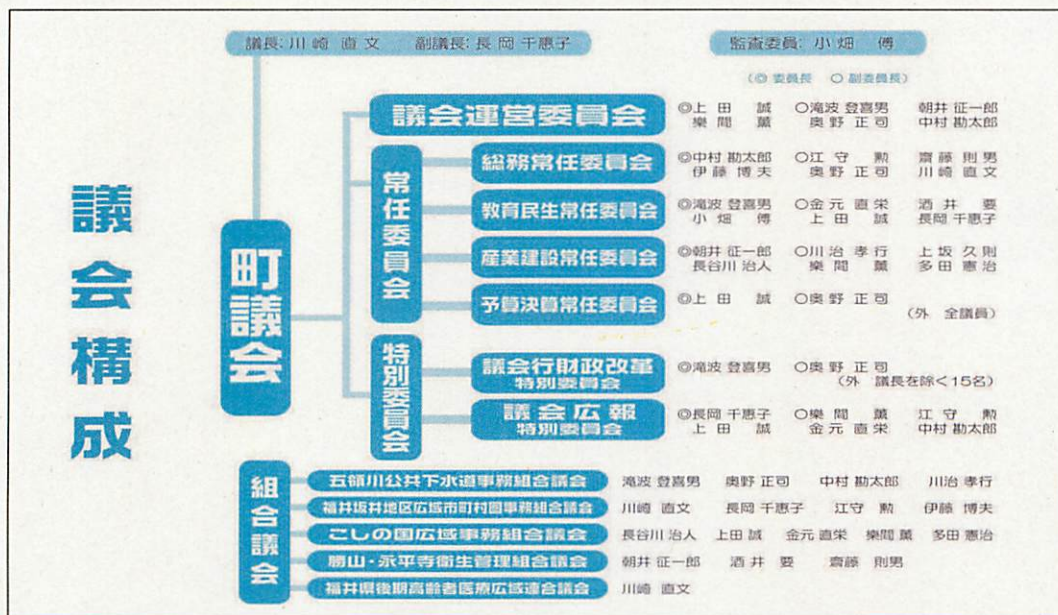 議会構成
議長:川崎 直文 副議長:長岡 千恵子
監査委員:小畑 傳
(◎ 委員長 ○ 副委員長)
町議会
議会運営委員会
◎上田 誠 ○滝波 登喜男 朝井 征一郎
樂間 薫 奥野 正司 中村 勘太郎
常任委員会
総務常任委員会
◎中村 勘太郎 ○江守 勲 齋藤 則男
伊藤 博夫 奥野 正司 川崎 直文
教育民生常任委員会
◎滝波 登喜男 ○金元 直栄 酒井 要
小畑 傳 上田 誠 長岡 千恵子
産業建設常任委員会
◎朝井 征一郎 ○川治 孝行 上坂 久則
長谷川 治人 樂間 薫 多田 憲治
予算決算常任委員会
◎上田 誠 ○奥野 正司
(外 全議員)
特別委員会
議会行財政改革
特別委員会
◎滝波 登喜男 ○奥野 正司
(外 議長を除く15名)
議会広報
特別委員会
◎長岡 千恵子 ○樂間 薫 江守 勲
上田 誠 金元 直栄 中村 勘太郎
組合議会
五領川公共下水道事務組合議会
滝波 登喜男 奥野 正司 中村 勘太郎 川治 孝行
福井坂井地区広域市町村圏事務組合議会
川崎 直文 長岡 千恵子 江守 勲 伊藤 博夫
こしの国広域事務組合議会
長谷川 治人 上田 誠 金元 直栄 樂間 薫 多田 憲治
勝山・永平寺衛生管理組合議会
朝井 征一郎 酒井 要 齋藤 則男
福井県後期高齢者医療広域連合議会
川崎 直文